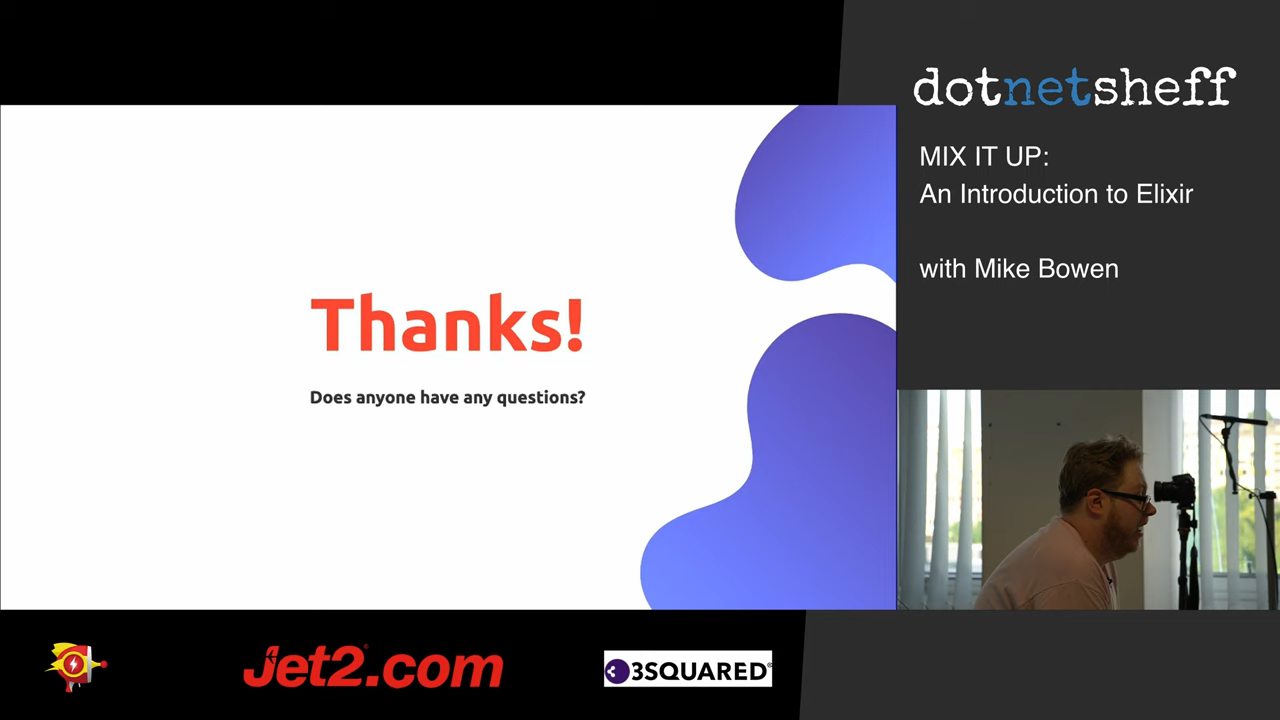 dotnetsheff
MIX IT UP:
An Introduction to Elixir
with Mike Bowen
Thanks!
Does anyone have any questions?
Jet2.com
3SQUARED